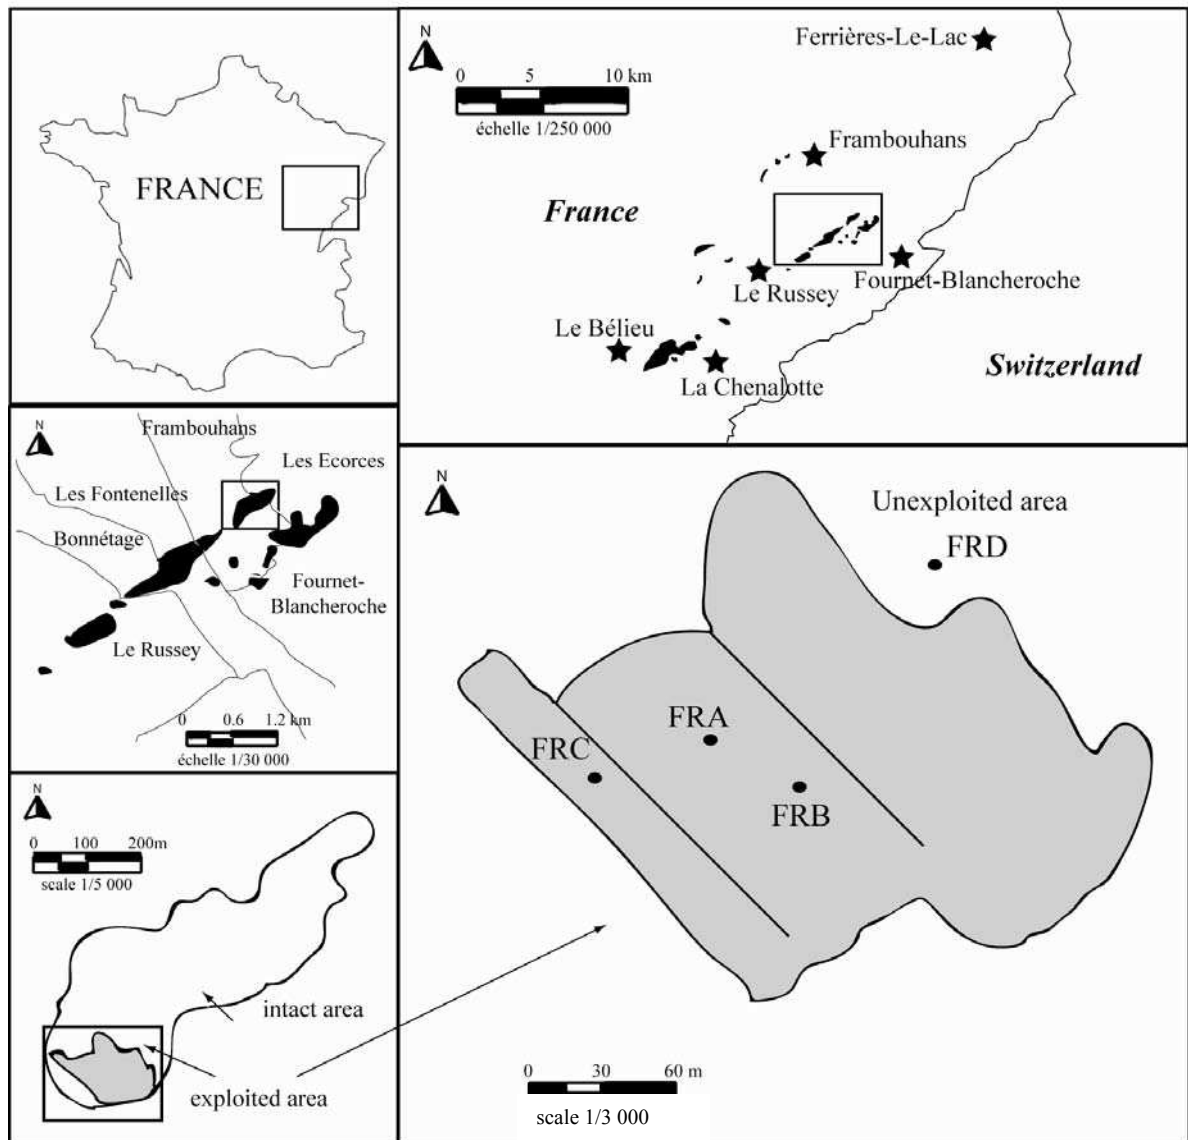 FRANCE
N
0 5 10 km
échelle 1/250 000
Ferrières-Le-Lac
Frambouhans
France
Le Russey
Fournet-Blancheroche
Le Bélieu
La Chenalotte
Switzerland
N
Frambouhans
Les Ecorces
Les Fontenelles
Bonnétage
Fournet-
Blancheroche
Le Russey
0 0.6 1.2 km
échelle 1/30 000
N
0 100 200m
scale 1/5 000
intact area
exploited area
N
Unexploited area
FRD
FRA
FRC
FRB
0 30 60 m
scale 1/3 000